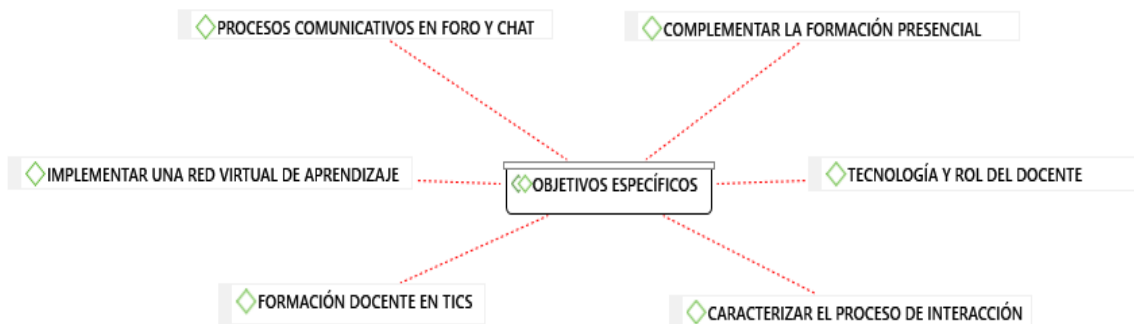 PROCESOS COMUNICATIVOS EN FORO Y CHAT
COMPLEMENTAR LA FORMACIÓN PRESENCIAL
IMPLEMENTAR UNA RED VIRTUAL DE APRENDIZAJE
OBJETIVOS ESPECÍFICOS
TECNOLOGÍA Y ROL DEL DOCENTE
FORMACIÓN DOCENTE EN TICS
CARACTERIZAR EL PROCESO DE INTERACCIÓN